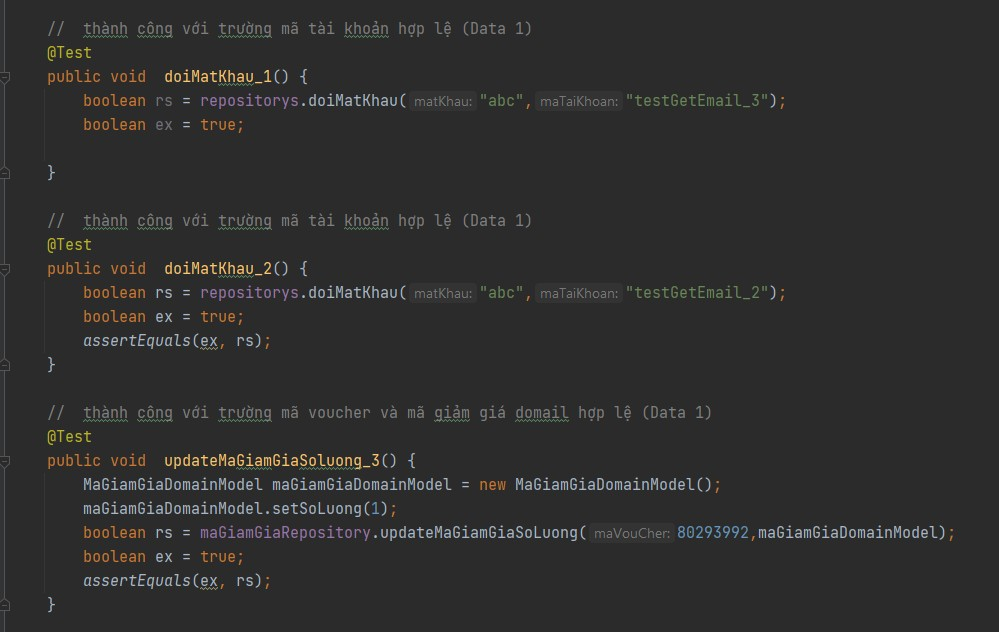 // thành công với trường mã tài khoản hợp lệ (Data 1)
@Test
public void doiMatKhau_1() {
boolean rs = repositorys.doiMatKhau( matKhau: "abc", maTaiKhoan: "testGetEmail_3");
boolean ex = true;
}
// thành công với trường mã tài khoản hợp lệ (Data 1)
@Test
public void doiMatKhau_2() {
boolean rs = repositorys.doiMatKhau( matKhau: "abc", maTaiKhoan: "testGetEmail_2");
boolean ex = true;
assertEquals(ex, rs);
}
// thành công với trường mã voucher và mã giảm giá domail hợp lệ (Data 1)
@Test
public void updateMaGiamGiaSoluong_3() {
MaGiamGiaDomainModel maGiamGiaDomainModel = new MaGiamGiaDomainModel();
maGiamGiaDomainModel.setSoLuong(1);
boolean rs = maGiamGiaRepository.updateMaGiamGiaSoLuong( maVouCher: 80293992,maGiamGiaDomainModel);
boolean ex = true;
assertEquals(ex, rs);
}